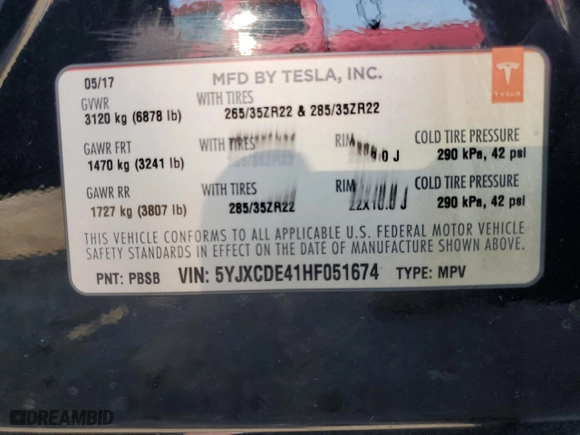 05/17 MFD BY TESLA, INC.
TESLA
GVWR WITH TIRES
3120 kg (6878 lb) 265/35ZR22 & 285/35ZR22
GAWR FRT WITH TIRES RIM COLD TIRE PRESSURE
1470 kg (3241 lb) J 290 kPa, 42 psi
GAWR RR WITH TIRES RIM COLD TIRE PRESSURE
1727 kg (3807 lb) 285/35ZR22 22X10.0 J 290 kPa, 42 psi
THIS VEHICLE CONFORMS TO ALL APPLICABLE U.S. FEDERAL MOTOR VEHICLE
SAFETY STANDARDS IN EFFECT ON THE DATE OF MANUFACTURE SHOWN ABOVE.
PNT: PBSB VIN: 5YJXCDE41HF051674 TYPE: MPV
DREAMBID